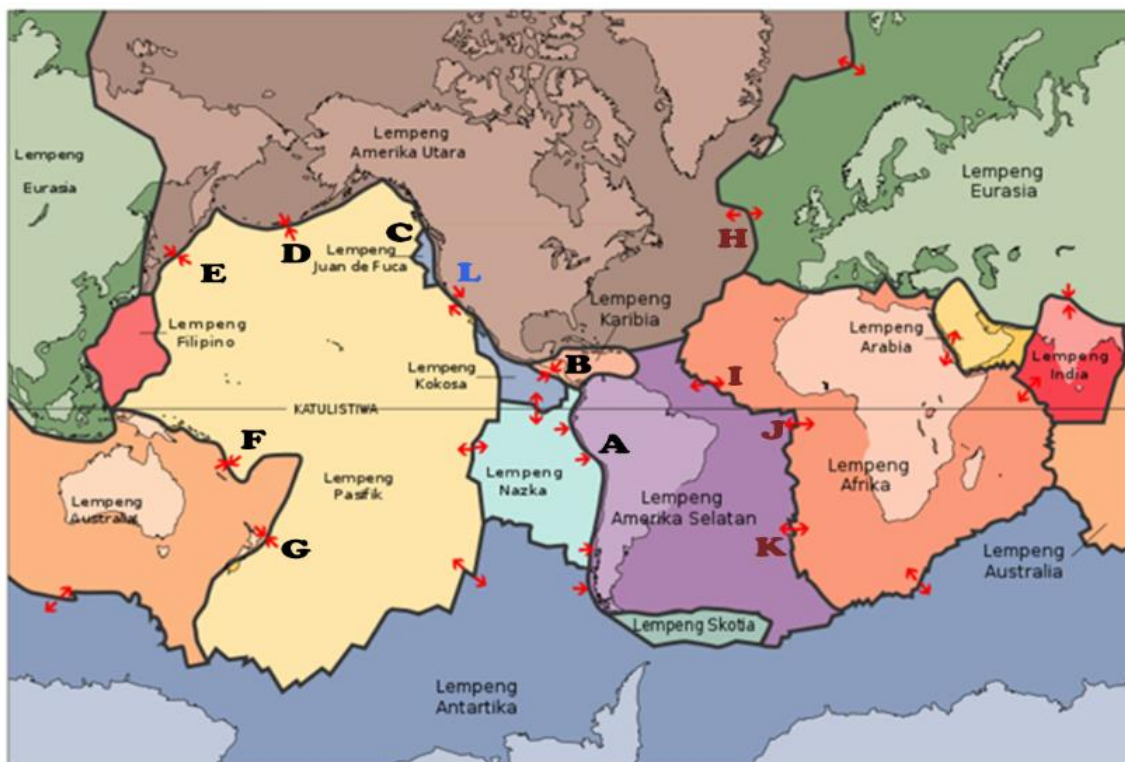 Lempeng
Amerika Utara
Lempeng
Eurasia
Lempeng
Eurasia
C
D
H
E
Lempeng
Juan de Fuca
L
Lempeng
Karibia
Lempeng
Filipino
Lempeng
Arabia
Lempeng
India
B
Lempeng
Kokosa
I
KATULISTIWA
J
F
A
Lempeng
Nazka
Lempeng
Pasifik
Lempeng
Afrika
Lempeng
Australia
Lempeng
Amerika Selatan
K
G
Lempeng
Australia
Lempeng Skotia
Lempeng
Antartika